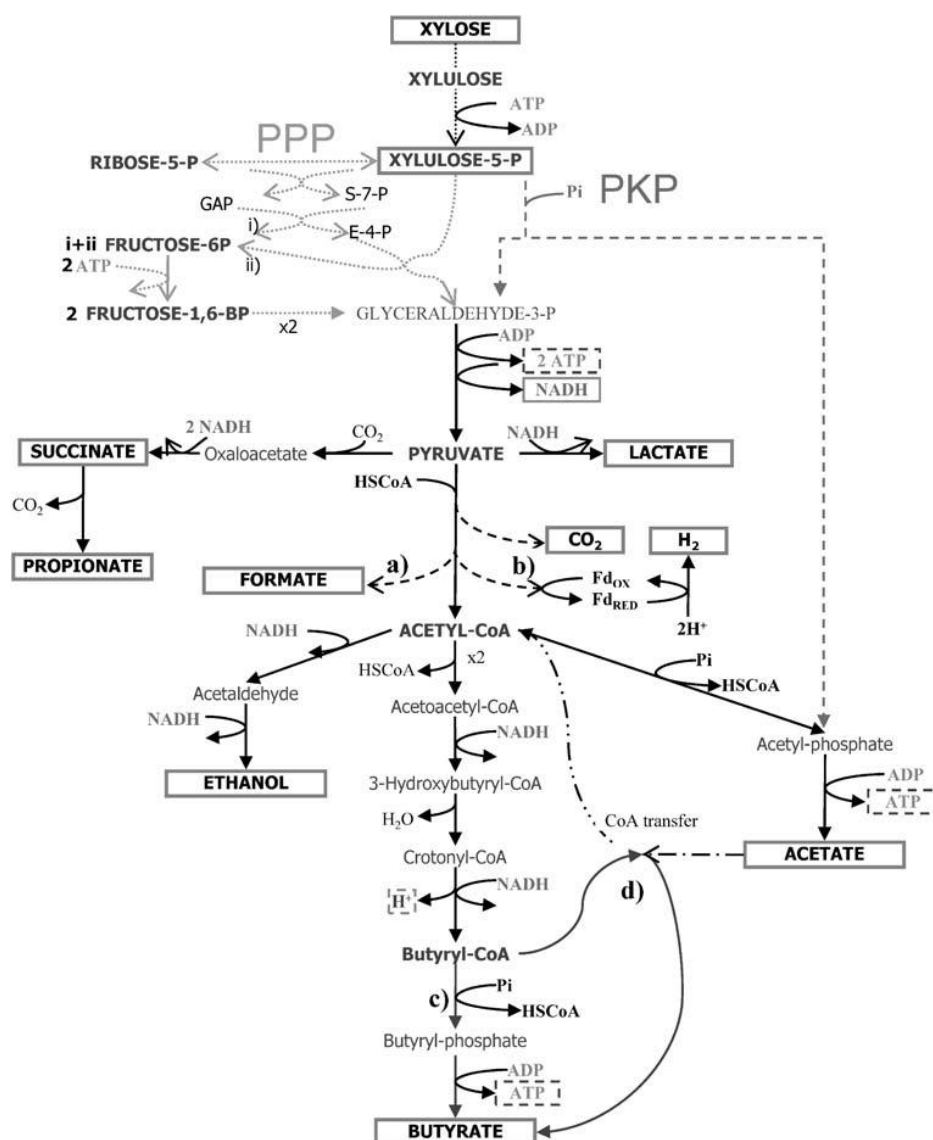 XYLOSE
XYLULOSE
ATP
ADP
PPP
RIBOSE-5-P
XYLULOSE-5-P
Pi
PKP
S-7-P
GAP
i)
E-4-P
i+ii FRUCTOSE-6P
ii)
2 ATP
2 FRUCTOSE-1,6-BP
x2
GLYCERALDEHYDE-3-P
ADP
2 ATP
NADH
2 NADH
CO2
NADH
SUCCINATE
Oxaloacetate
PYRUVATE
LACTATE
HSCoA
CO2
CO2
H2
PROPIONATE
a)
b)
FORMATE
FdOX
FdRED
2H+
ACETYL-CoA
NADH
x2
HSCoA
Pi
HSCoA
Acetaldehyde
Acetoacetyl-CoA
NADH
NADH
Acetyl-phosphate
ETHANOL
3-Hydroxybutyryl-CoA
ADP
ATP
H2O
CoA transfer
Crotonyl-CoA
ACETATE
NADH
H+
d)
Butyryl-CoA
c)
Pi
HSCoA
Butyryl-phosphate
ADP
ATP
BUTYRATE